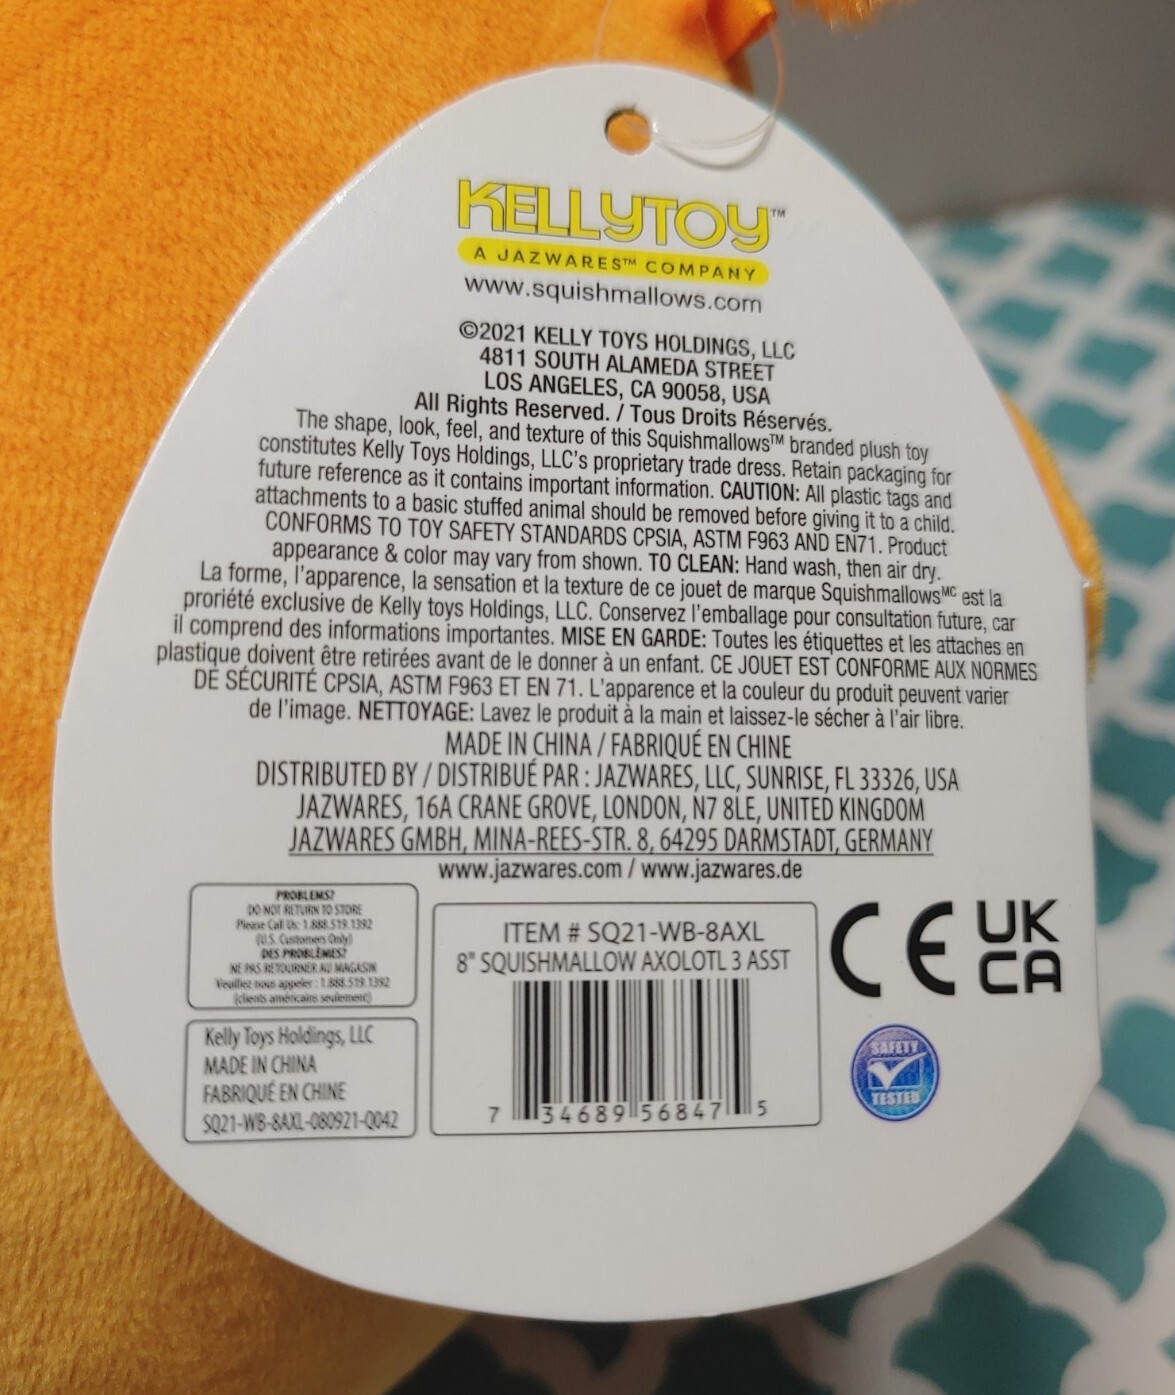 KELLYTOY™
A JAZWARES™ COMPANY
www.squishmallows.com
©2021 KELLY TOYS HOLDINGS, LLC
4811 SOUTH ALAMEDA STREET
LOS ANGELES, CA 90058, USA
All Rights Reserved. / Tous Droits Réservés.
The shape, look, feel, and texture of this Squishmallows™ branded plush toy
constitutes Kelly Toys Holdings, LLC's proprietary trade dress. Retain packaging for
future reference as it contains important information. CAUTION: All plastic tags and
attachments to a basic stuffed animal should be removed before giving it to a child.
CONFORMS TO TOY SAFETY STANDARDS CPSIA, ASTM F963 AND EN71. Product
appearance & color may vary from shown. TO CLEAN: Hand wash, then air dry.
La forme, l'apparence, la sensation et la texture de ce jouet de marque Squishmallowsᴹᶜ est la
proriété exclusive de Kelly toys Holdings, LLC. Conservez l'emballage pour consultation future, car
il comprend des informations importantes. MISE EN GARDE: Toutes les étiquettes et les attaches en
plastique doivent être retirées avant de le donner à un enfant. CE JOUET EST CONFORME AUX NORMES
DE SÉCURITÉ CPSIA, ASTM F963 ET EN 71. L'apparence et la couleur du produit peuvent varier
de l'image. NETTOYAGE: Lavez le produit à la main et laissez-le sécher à l'air libre.
MADE IN CHINA / FABRIQUÉ EN CHINE
DISTRIBUTED BY / DISTRIBUÉ PAR : JAZWARES, LLC, SUNRISE, FL 33326, USA
JAZWARES, 16A CRANE GROVE, LONDON, N7 8LE, UNITED KINGDOM
JAZWARES GMBH, MINA-REES-STR. 8, 64295 DARMSTADT, GERMANY
www.jazwares.com / www.jazwares.de
PROBLEMS?
DO NOT RETURN TO STORE
Please Call Us: 1.888.519.1392
(U.S. Customers Only)
DES PROBLÈMES?
NE PAS RETOURNER AU MAGASIN
Veuillez nous appeler : 1.888.519.1392
(clients américains seulement)
Kelly Toys Holdings, LLC
MADE IN CHINA
FABRIQUÉ EN CHINE
SQ21-WB-8AXL-080921-Q042
ITEM # SQ21-WB-8AXL
8" SQUISHMALLOW AXOLOTL 3 ASST
7 34689 56847 5
CE
UK
CA
SAFETY
TESTED